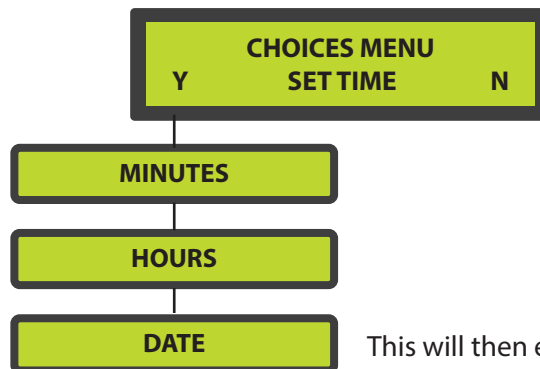 CHOICES MENU
Y SET TIME N
MINUTES
HOURS
DATE This will then